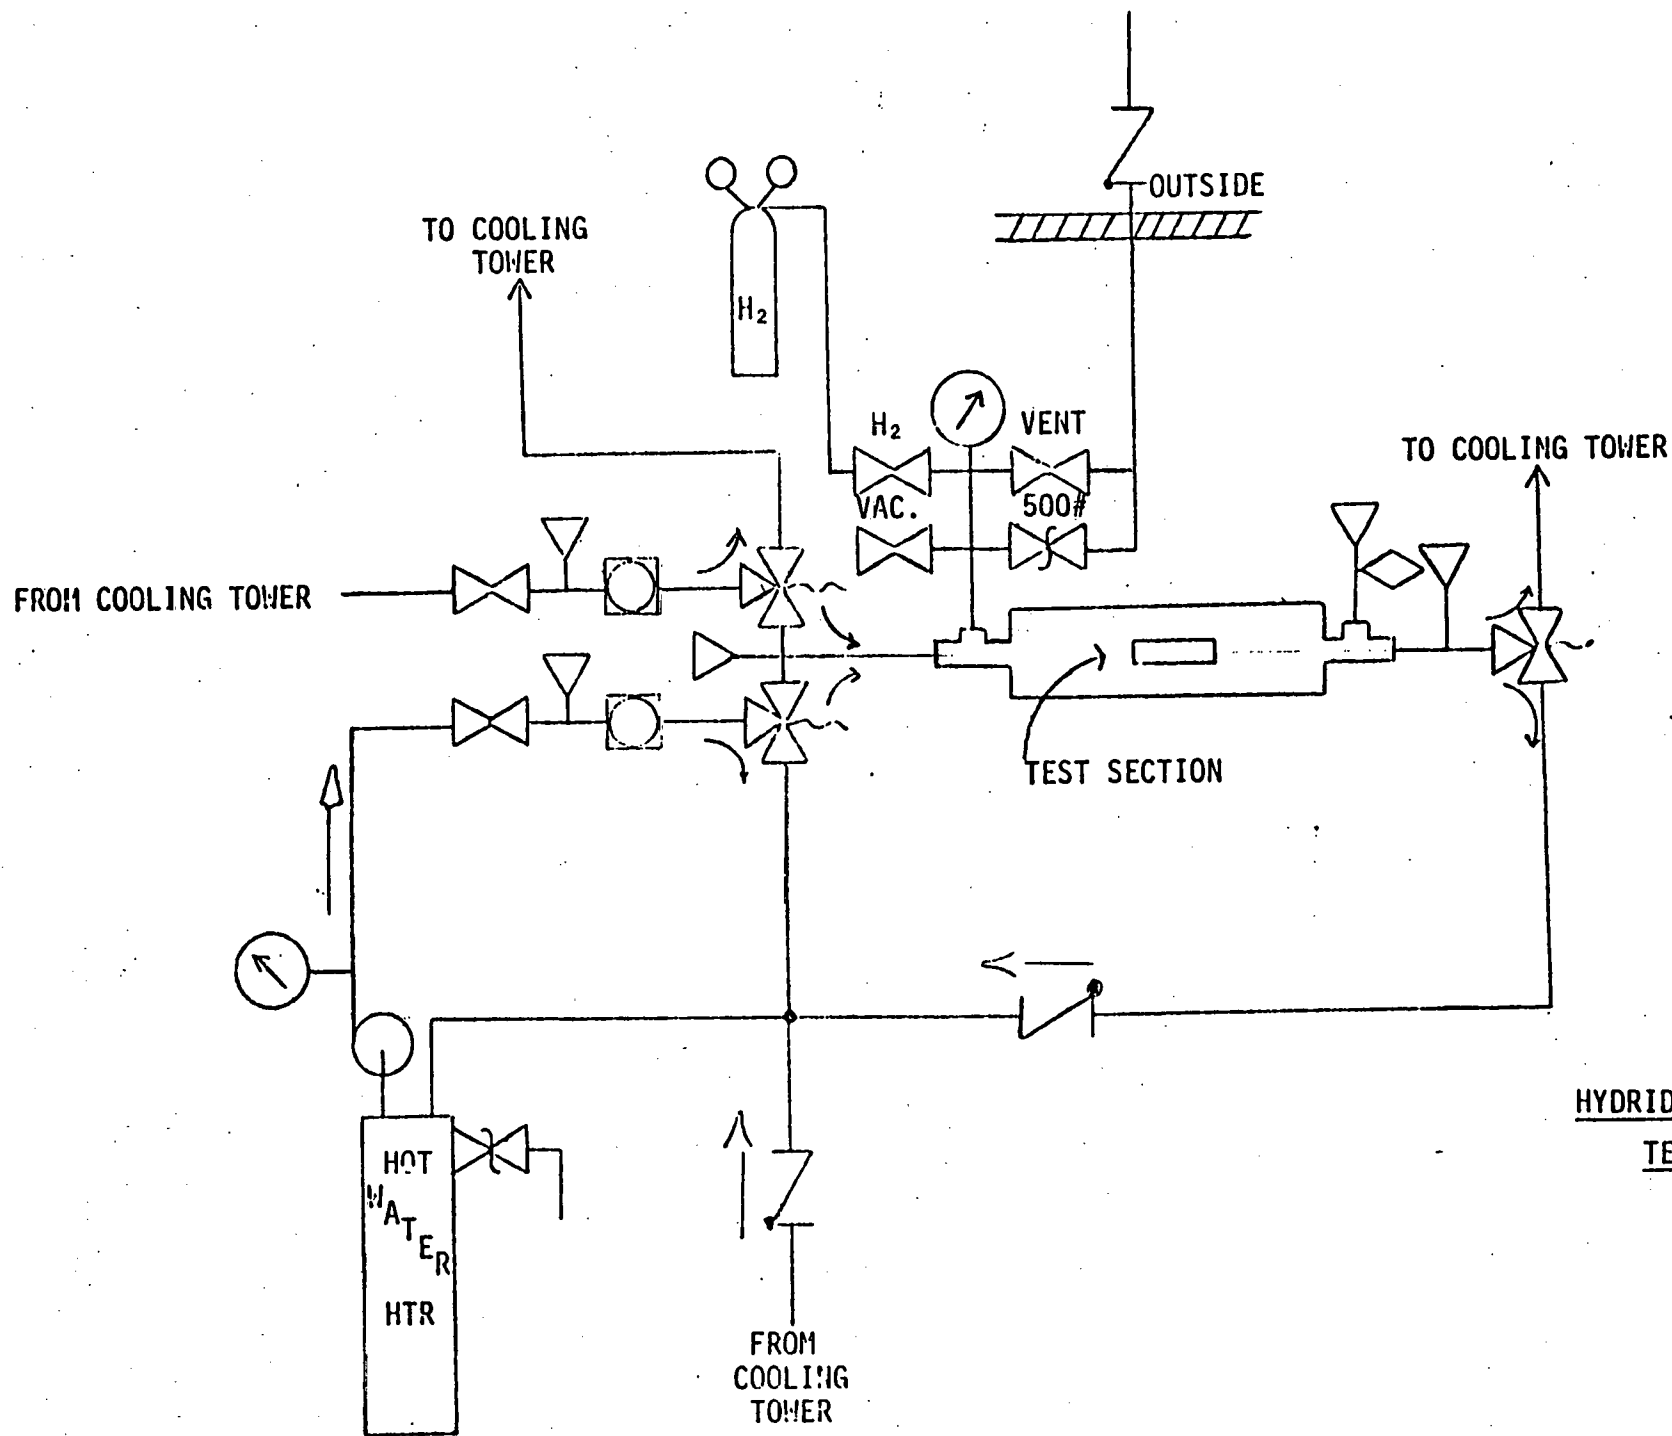 OUTSIDE
TO COOLING
TOWER
H₂
H₂
VENT
VAC.
500#
TO COOLING TOWER
FROM COOLING TOWER
TEST SECTION
HYDRID
TE
HOT
WATER
HTR
FROM
COOLING
TOWER